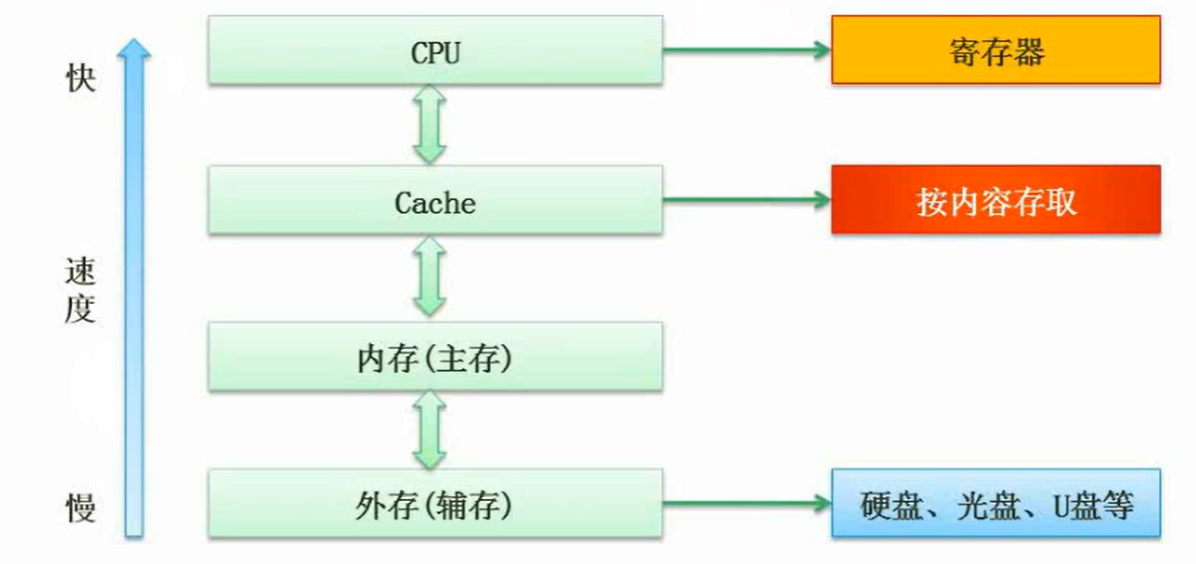 快
CPU
寄存器
Cache
按内容存取
速
度
内存(主存)
慢
外存(辅存)
硬盘、光盘、U盘等